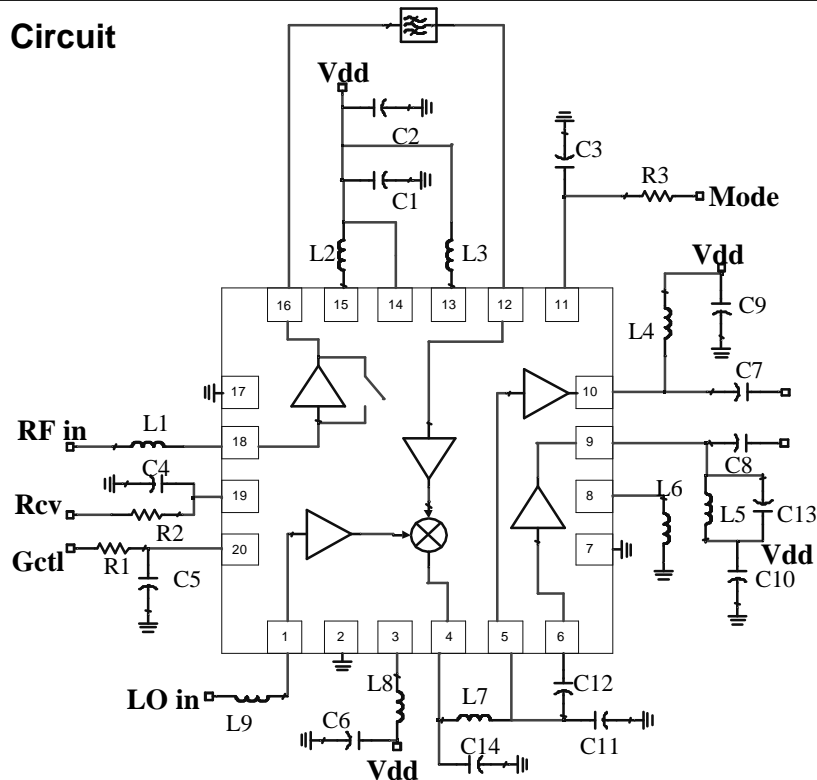 Circuit
Vdd
C2
C1
C3
R3
Mode
L2
L3
Vdd
C9
L4
16
15
14
13
12
11
C7
17
10
L1
RF in
18
9
C8
C4
Rcv
19
R2
8
L6
L5
C13
Gctl
R1
20
C5
7
Vdd
C10
1
2
3
4
5
6
LO in
L9
L8
C6
Vdd
L7
C14
C12
C11